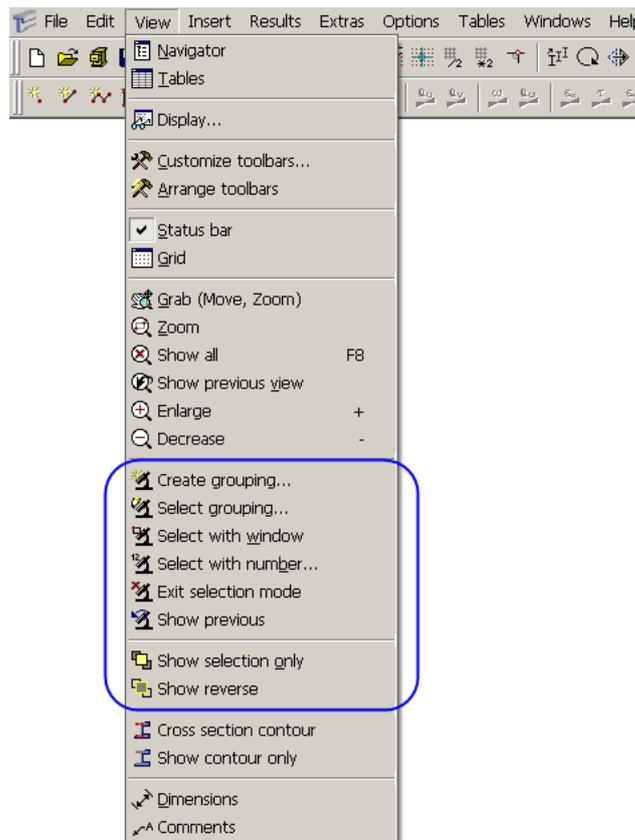 File Edit View Insert Results Extras Options Tables Windows Help
Navigator
Tables
Display...
Customize toolbars...
Arrange toolbars
Status bar
Grid
Grab (Move, Zoom)
Zoom
Show all F8
Show previous view
Enlarge +
Decrease -
Create grouping...
Select grouping...
Select with window
Select with number...
Exit selection mode
Show previous
Show selection only
Show reverse
Cross section contour
Show contour only
Dimensions
Comments